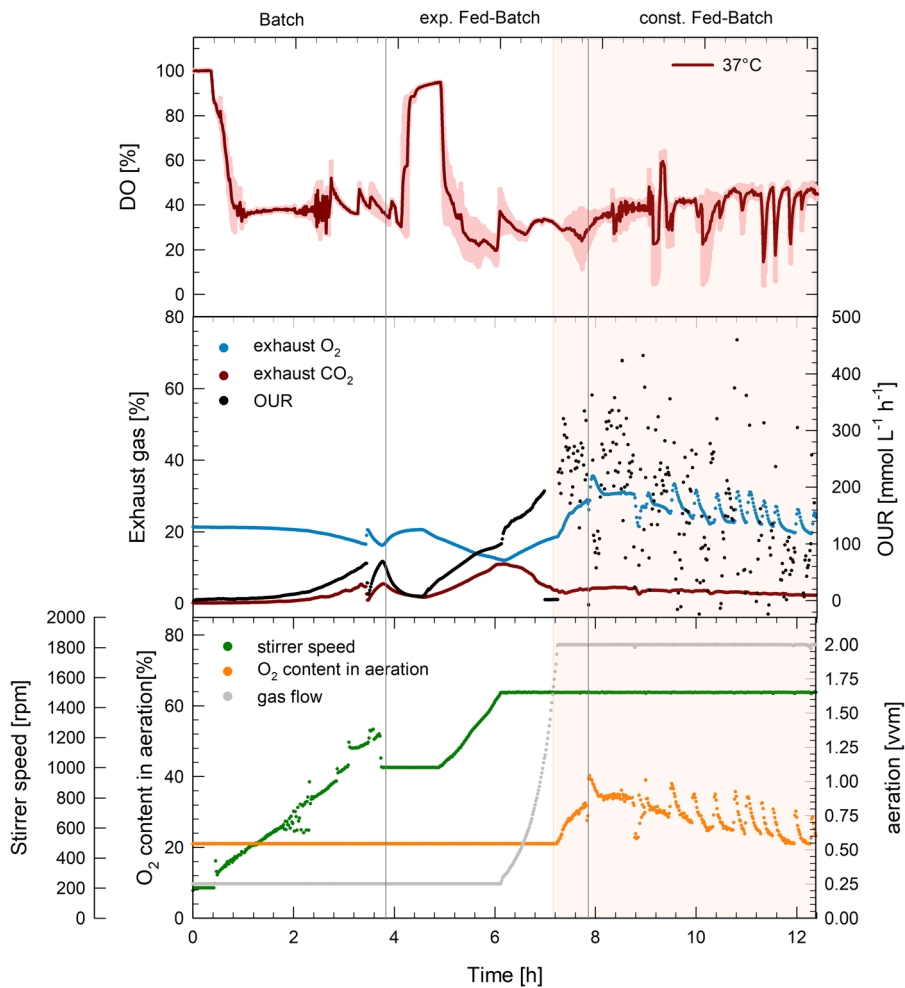 Batch exp. Fed-Batch const. Fed-Batch
37°C
DO [%]
100
80
60
40
20
0
Exhaust gas [%]
80
60
40
20
0
exhaust O2
exhaust CO2
OUR
OUR [mmol L-1 h-1]
500
400
300
200
100
0
Stirrer speed [rpm]
2000
1800
1600
1400
1200
1000
800
600
400
200
0
O2 content in aeration[%]
80
60
40
20
0
stirrer speed
O2 content in aeration
gas flow
aeration [vvm]
2.00
1.75
1.50
1.25
1.00
0.75
0.50
0.25
0.00
0 2 4 6 8 10 12
Time [h]